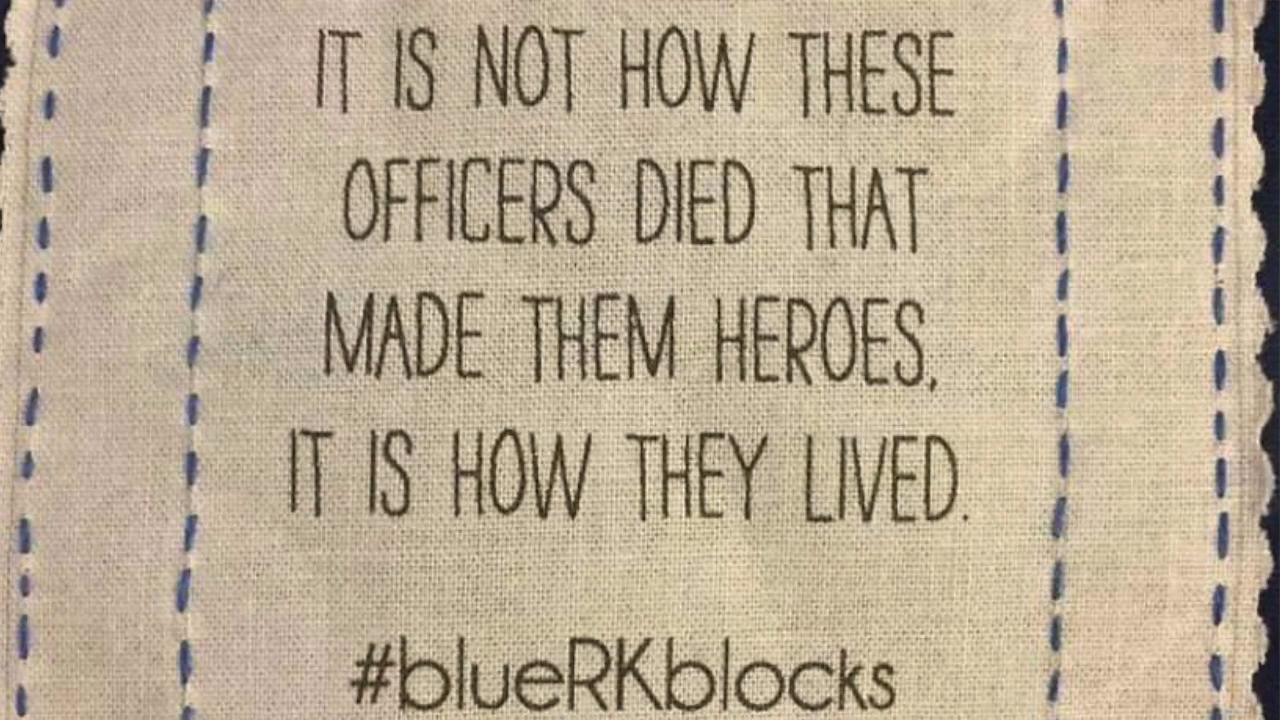 IT IS NOT HOW THESE
OFFICERS DIED THAT
MADE THEM HEROES,
IT IS HOW THEY LIVED.
#blueRKblocks